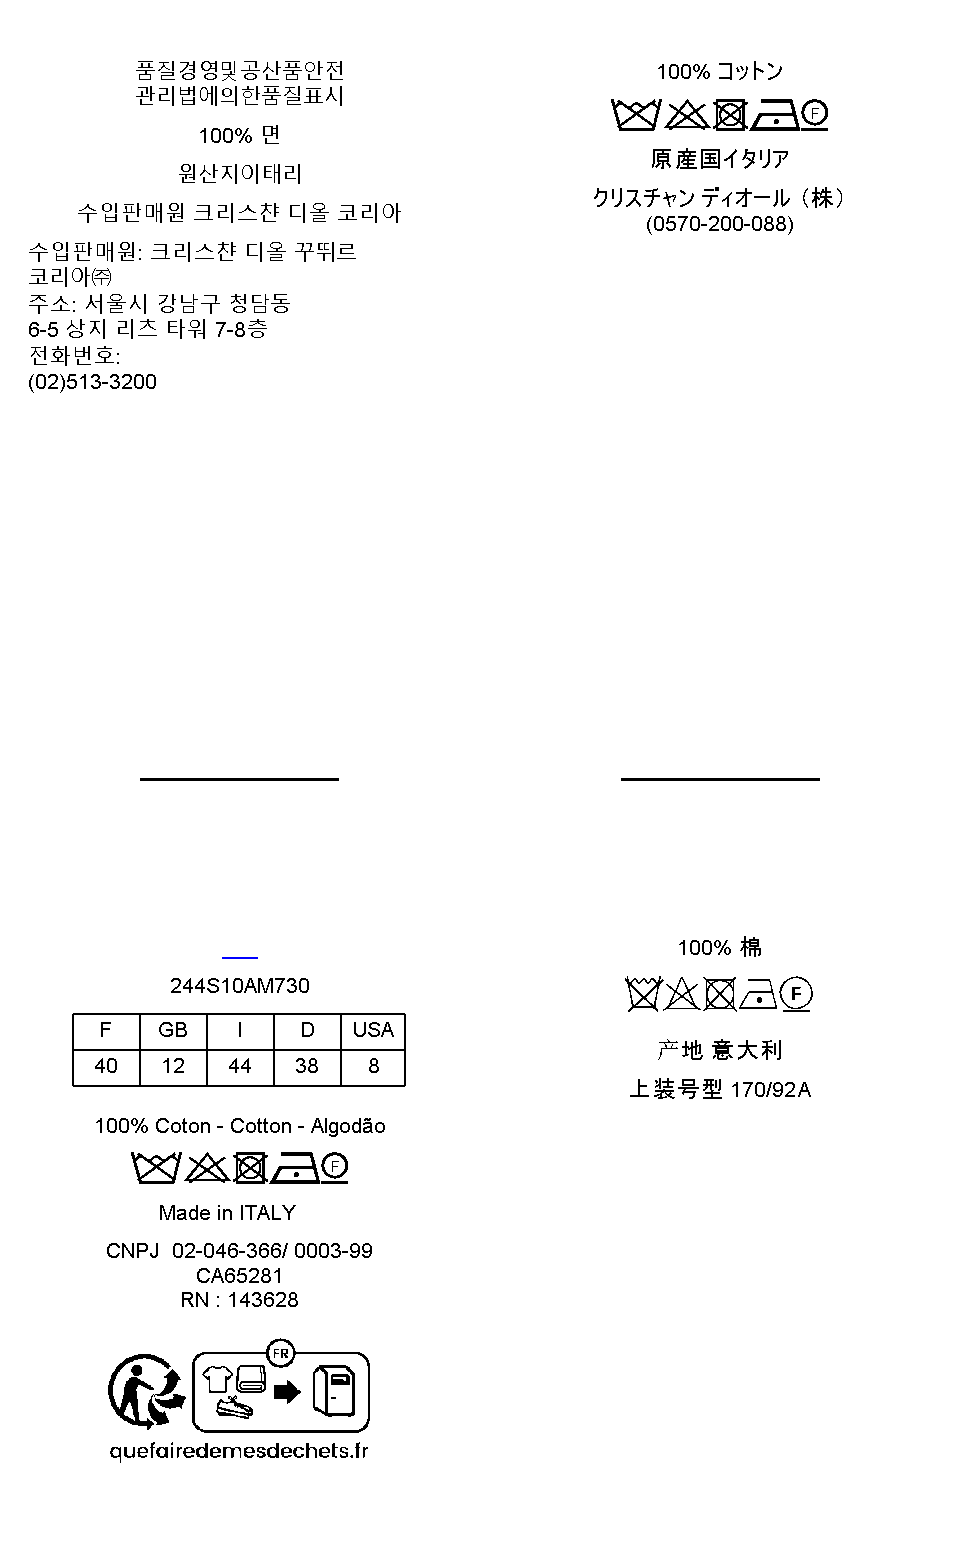 품질경영및공산품안전
관리법에의한품질표시
100% 면
원산지이태리
수입판매원 크리스챤 디올 코리아
수입판매원: 크리스챤 디올 꾸뛰르
코리아㈜
주소: 서울시 강남구 청담동
6-5 상지 리츠 타워 7-8층
전화번호:
(02)513-3200
100% コットン
F
原産国イタリア
クリスチャン ディオール（株）
(0570-200-088)
244S10AM730
F GB I D USA
40 12 44 38 8
100% Coton - Cotton - Algodão
F
Made in ITALY
CNPJ 02-046-366/ 0003-99
CA65281
RN : 143628
FR
quefairedemesdechets.fr
100% 棉
F
产地 意大利
上装号型 170/92A